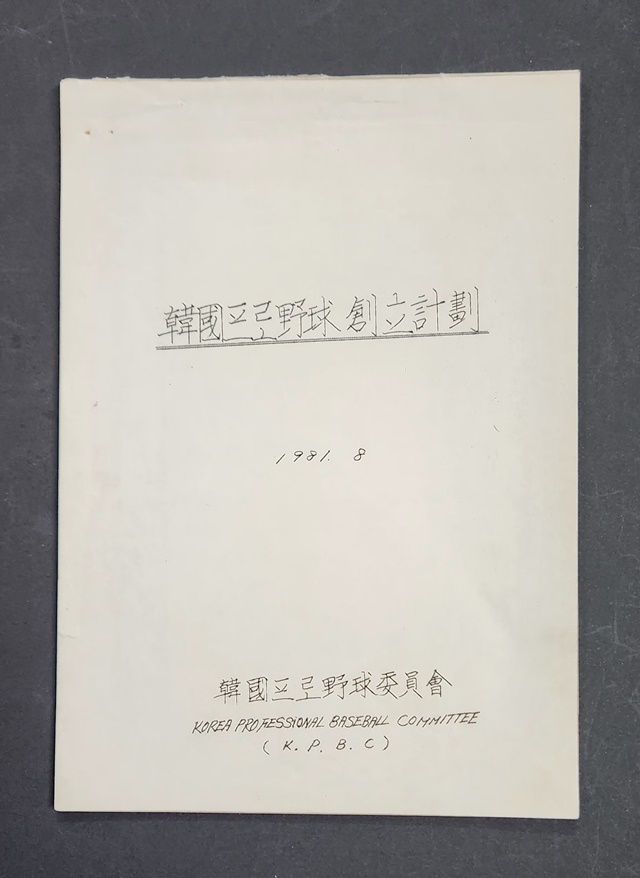 韓國프로野球 創立計劃
1981. 8
韓國프로野球委員會
KOREA PROFESSIONAL BASEBALL COMMITTEE
( K. P. B. C )